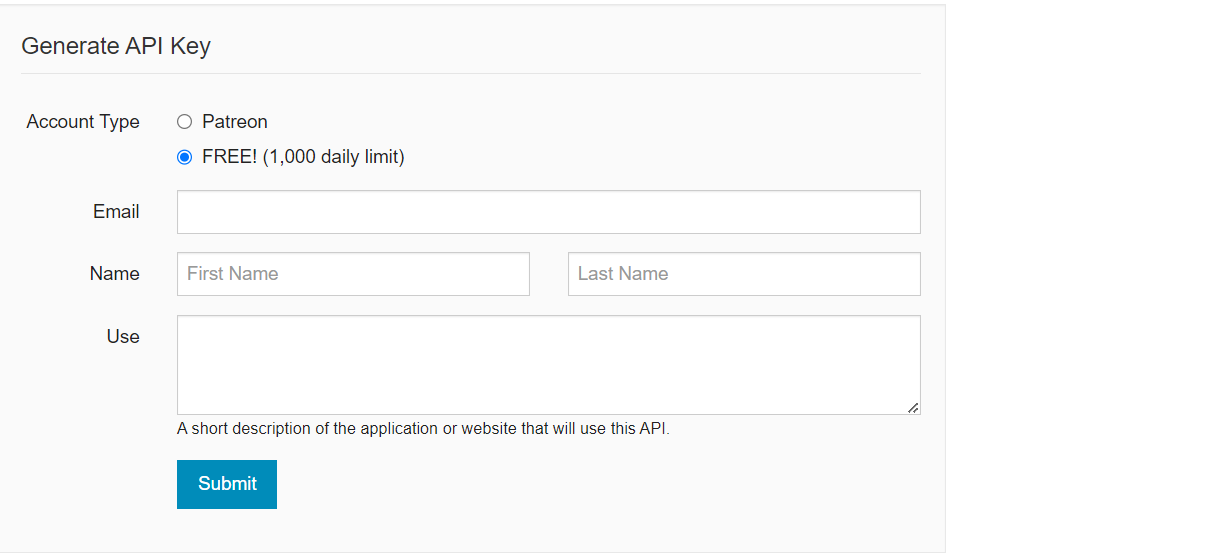 Generate API Key
Account Type
Patreon
FREE! (1,000 daily limit)
Email
Name
First Name
Last Name
Use
A short description of the application or website that will use this API.
Submit